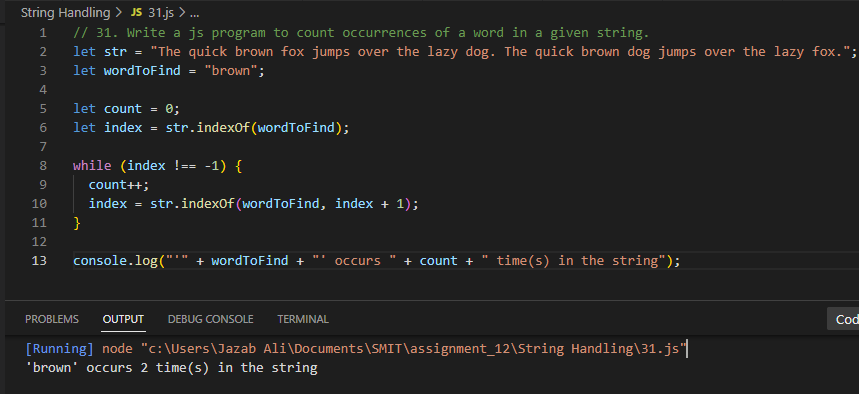 String Handling > JS 31.js > ...
1 // 31. Write a js program to count occurrences of a word in a given string.
2 let str = "The quick brown fox jumps over the lazy dog. The quick brown dog jumps over the lazy fox.";
3 let wordToFind = "brown";
4
5 let count = 0;
6 let index = str.indexOf(wordToFind);
7
8 while (index !== -1) {
9 count++;
10 index = str.indexOf(wordToFind, index + 1);
11 }
12
13 console.log("'" + wordToFind + "' occurs " + count + " time(s) in the string");
PROBLEMS OUTPUT DEBUG CONSOLE TERMINAL Cod
[Running] node "c:\Users\Jazab Ali\Documents\SMIT\assignment_12\String Handling\31.js"
'brown' occurs 2 time(s) in the string